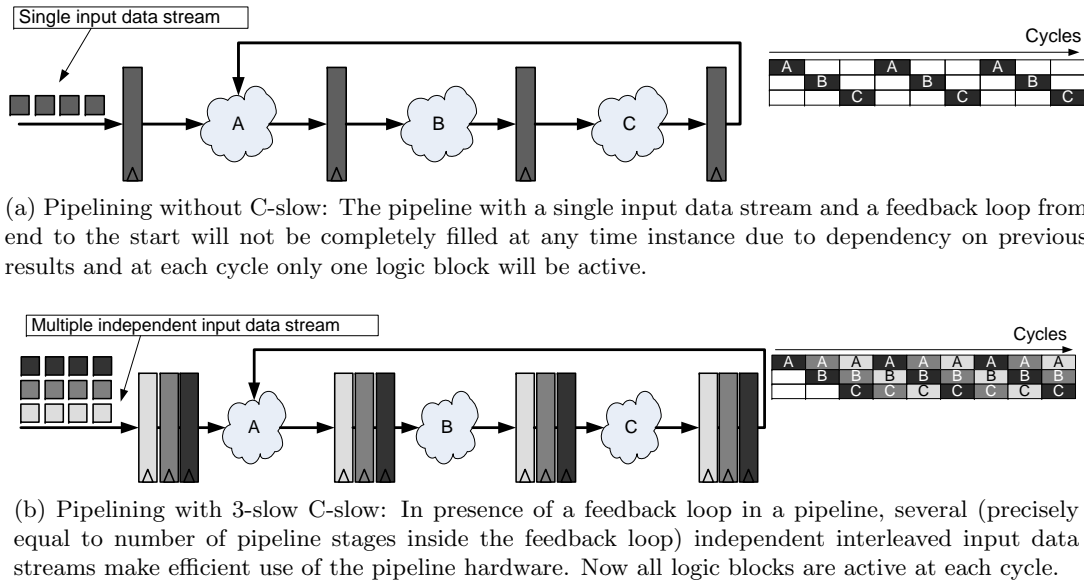 Single input data stream
Cycles
A A A
B B B
C C C
A
B
C
(a) Pipelining without C-slow: The pipeline with a single input data stream and a feedback loop from
end to the start will not be completely filled at any time instance due to dependency on previous
results and at each cycle only one logic block will be active.
Multiple independent input data stream
Cycles
A A A A A A A A A
B B B B B B B B
C C C C C C C
A
B
C
(b) Pipelining with 3-slow C-slow: In presence of a feedback loop in a pipeline, several (precisely
equal to number of pipeline stages inside the feedback loop) independent interleaved input data
streams make efficient use of the pipeline hardware. Now all logic blocks are active at each cycle.